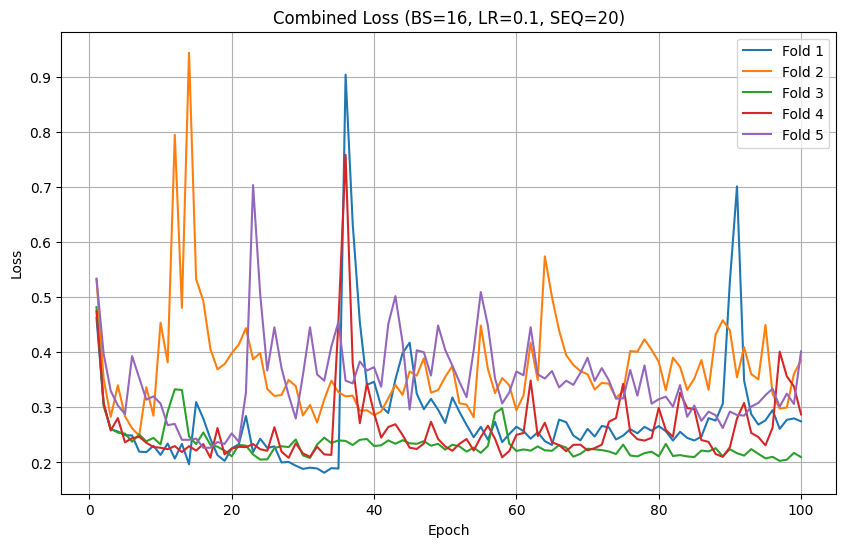 Combined Loss (BS=16, LR=0.1, SEQ=20)
Fold 1
Fold 2
Fold 3
Fold 4
Fold 5
Loss
0.9
0.8
0.7
0.6
0.5
0.4
0.3
0.2
0 20 40 60 80 100
Epoch